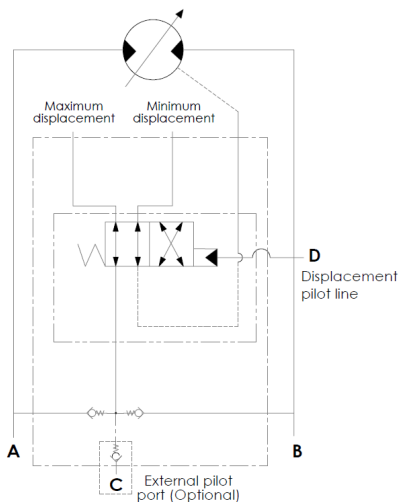 Maximum
displacement
Minimum
displacement
D
Displacement
pilot line
A
B
C
External pilot
port (Optional)